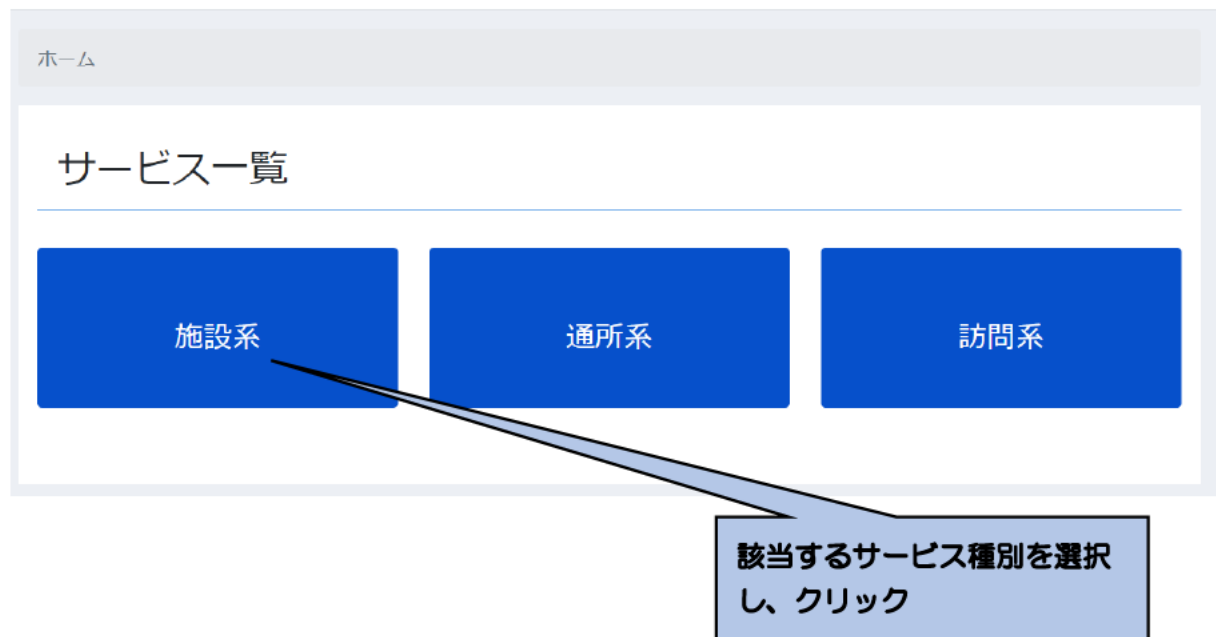 ホーム
サービス一覧
施設系
通所系
訪問系
該当するサービス種別を選択
し、クリック